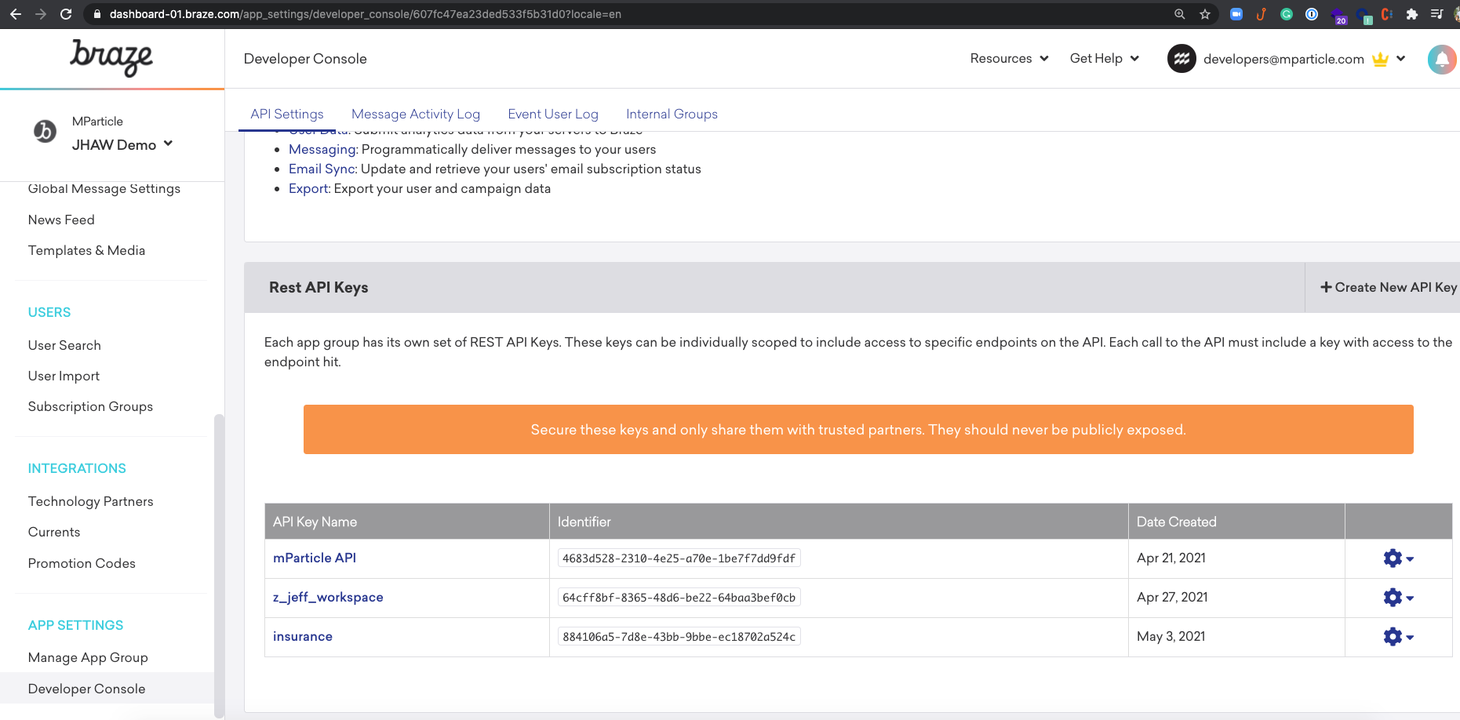 dashboard-01.braze.com/api_settings/developer_console/607fc47ea23ded533f5b31d0?locale=en
20
braze
Developer Console
Resources
Get Help
developers@mparticle.com
MParticle
JHAW Demo
API Settings
Message Activity Log
Event User Log
Internal Groups
User Data: Submit analytics data from your servers to Braze
Messaging: Programmatically deliver messages to your users
Email Sync: Update and retrieve your users' email subscription status
Export: Export your user and campaign data
Global Message Settings
News Feed
Templates & Media
USERS
User Search
User Import
Subscription Groups
INTEGRATIONS
Technology Partners
Currents
Promotion Codes
APP SETTINGS
Manage App Group
Developer Console
Rest API Keys
+ Create New API Key
Each app group has its own set of REST API Keys. These keys can be individually scoped to include access to specific endpoints on the API. Each call to the API must include a key with access to the
endpoint hit.
Secure these keys and only share them with trusted partners. They should never be publicly exposed.
API Key Name Identifier Date Created
mParticle API 4683d528-2310-4e25-a70e-1be7f7dd9fdf Apr 21, 2021
z_jeff_workspace 64cff8bf-8365-48d6-be22-64baa3bef0cb Apr 27, 2021
insurance 884106a5-7d8e-43bb-9bbe-ec18702a524c May 3, 2021